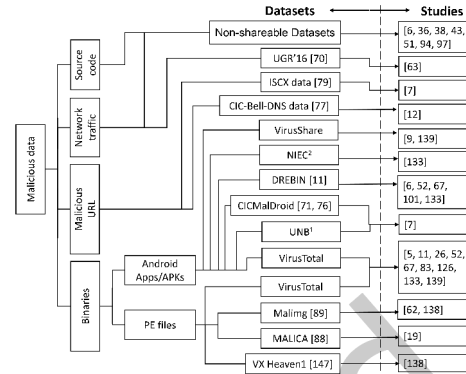 Datasets
Studies
Non-shareable Datasets
[6, 36, 38, 43,
51, 94, 97]
Source
code
UGR'16 [70]
[63]
ISCX data [79]
[7]
Network
traffic
CIC-Bell-DNS data [77]
[12]
VirusShare
[9, 139]
Malicious data
NIEC²
[133]
Malicious
URL
DREBIN [11]
[6, 52, 67,
101, 133]
CICMalDroid [71, 76]
[7]
UNB¹
Android
Apps/APKs
VirusTotal
[5, 11, 26, 52,
67, 83, 126,
133, 139]
VirusTotal
Binaries
PE files
Malimg [89]
[62, 138]
MALICA [88]
[19]
VX Heaven1 [147]
[138]